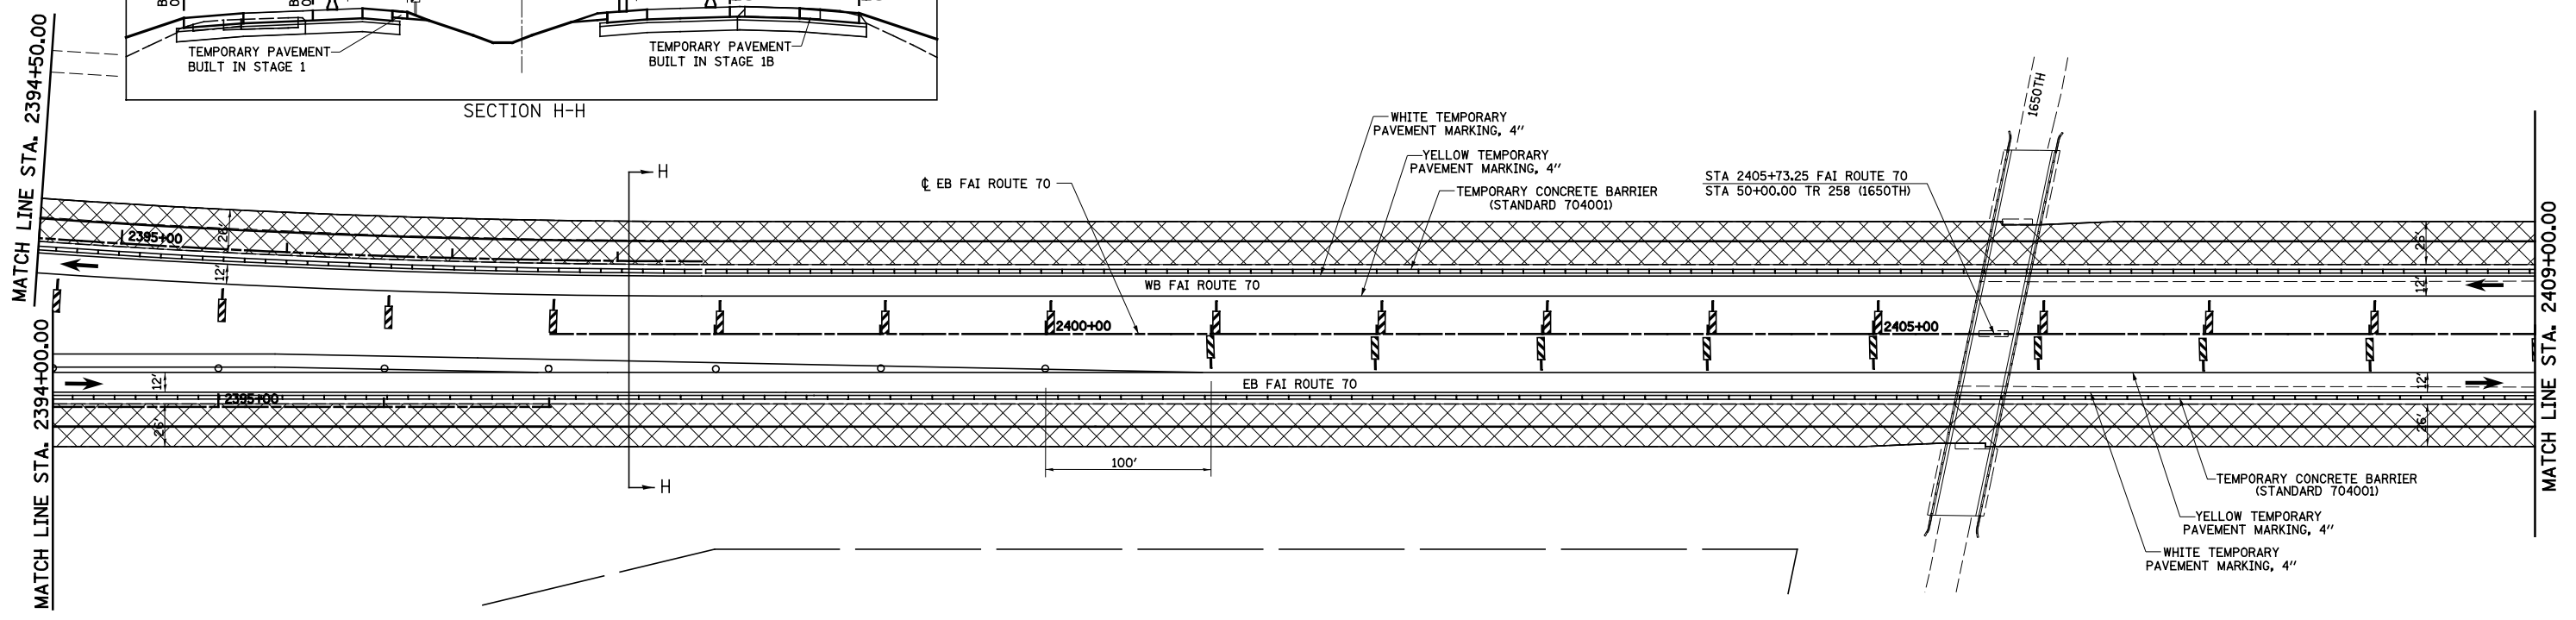 TEMPORARY PAVEMENT
BUILT IN STAGE 1
TEMPORARY PAVEMENT
BUILT IN STAGE 1B
SECTION H-H
MATCH LINE STA. 2394+50.00
MATCH LINE STA. 2394+00.00
WHITE TEMPORARY
PAVEMENT MARKING, 4"
YELLOW TEMPORARY
PAVEMENT MARKING, 4"
TEMPORARY CONCRETE BARRIER
(STANDARD 704001)
℄ EB FAI ROUTE 70
STA 2405+73.25 FAI ROUTE 70
STA 50+00.00 TR 258 (1650TH)
1650TH
H
H
2395+00
26'
12'
WB FAI ROUTE 70
26'
12'
2400+00
2405+00
EB FAI ROUTE 70
12'
26'
2395+00
12'
26'
100'
TEMPORARY CONCRETE BARRIER
(STANDARD 704001)
YELLOW TEMPORARY
PAVEMENT MARKING, 4"
WHITE TEMPORARY
PAVEMENT MARKING, 4"
MATCH LINE STA. 2409+00.00